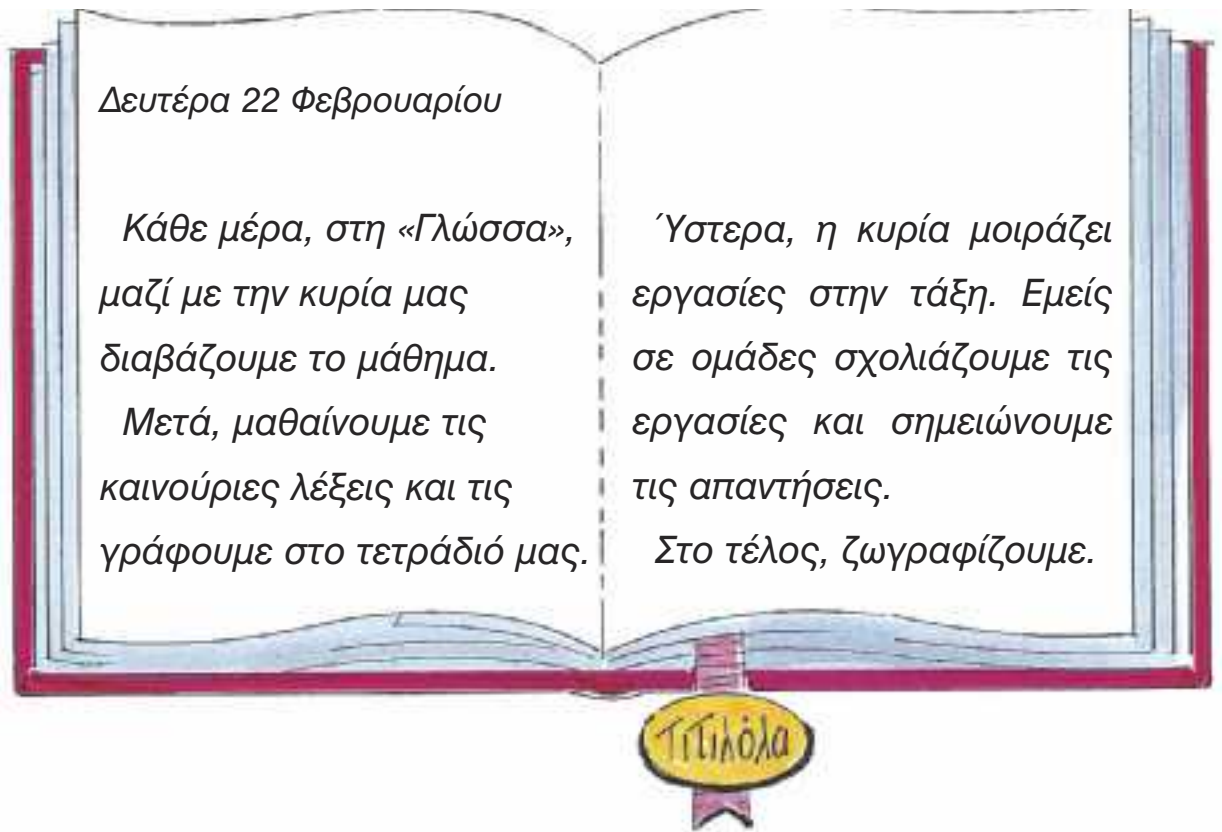 Δευτέρα 22 Φεβρουαρίου
Κάθε μέρα, στη «Γλώσσα»,
μαζί με την κυρία μας
διαβάζουμε το μάθημα.
Μετά, μαθαίνουμε τις
καινούριες λέξεις και τις
γράφουμε στο τετράδιό μας.
Ύστερα, η κυρία μοιράζει
εργασίες στην τάξη. Εμείς
σε ομάδες σχολιάζουμε τις
εργασίες και σημειώνουμε
τις απαντήσεις.
Στο τέλος, ζωγραφίζουμε.
Τιτιλόλα